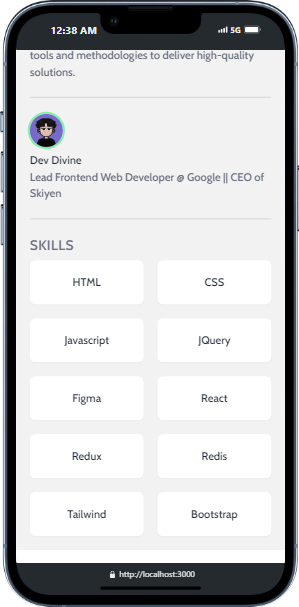 12:38 AM 5G
tools and methodologies to deliver high-quality
solutions.
Dev Divine
Lead Frontend Web Developer @ Google || CEO of
Skiyen
SKILLS
HTML CSS
Javascript JQuery
Figma React
Redux Redis
Tailwind Bootstrap
http://localhost:3000